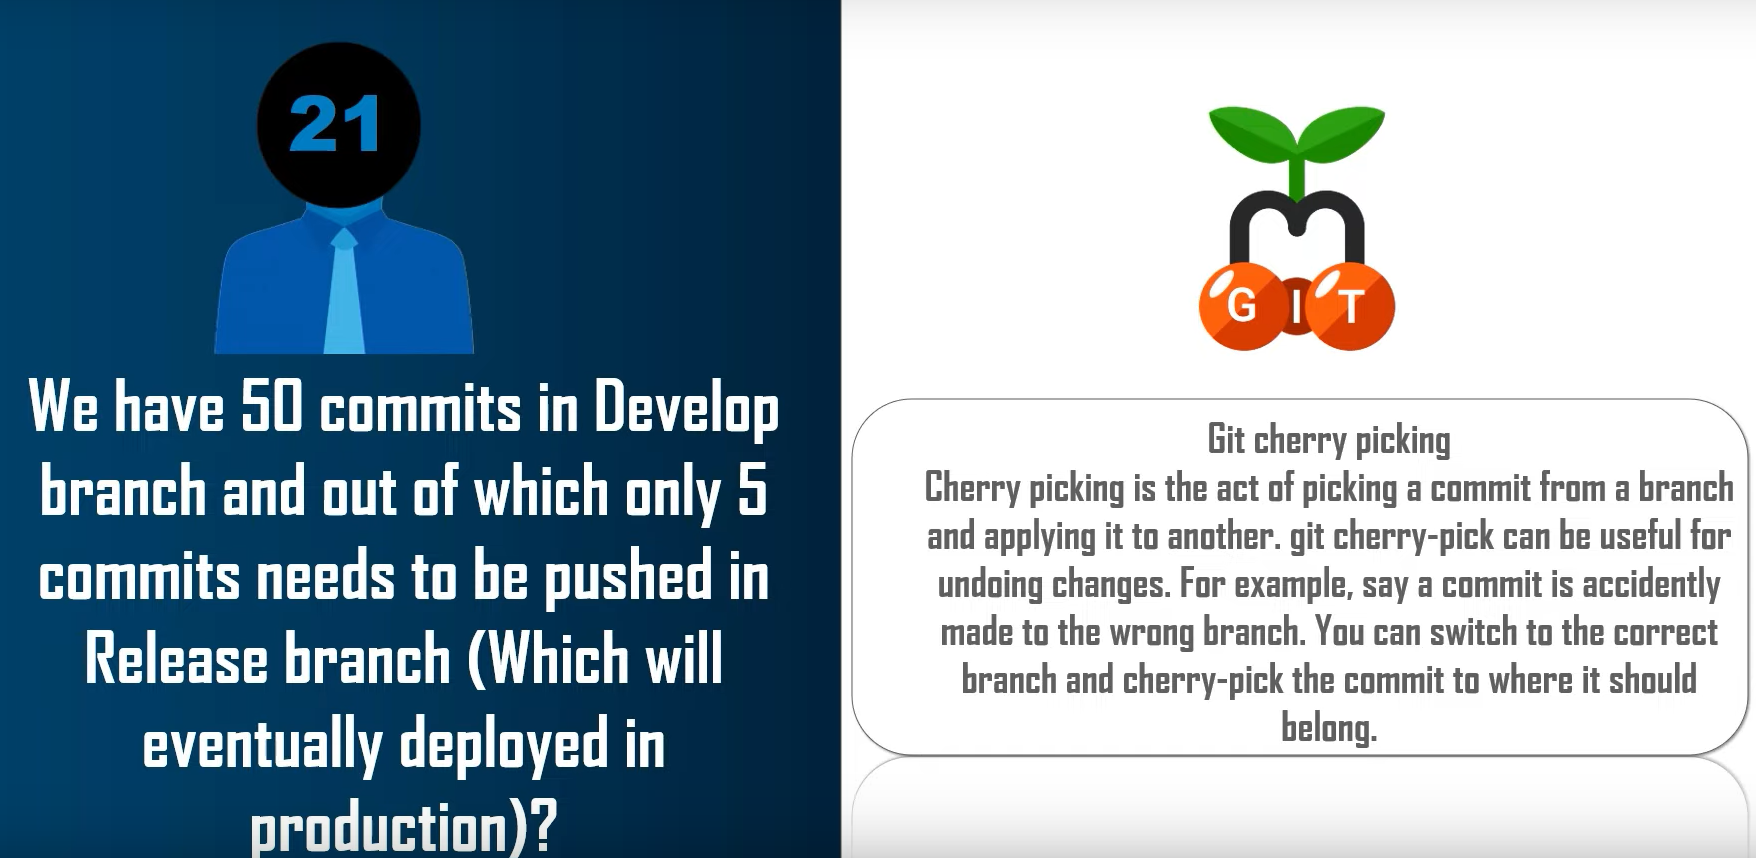 21
We have 50 commits in Develop
branch and out of which only 5
commits needs to be pushed in
Release branch (Which will
eventually deployed in
production)?
GIT
Git cherry picking
Cherry picking is the act of picking a commit from a branch
and applying it to another. git cherry-pick can be useful for
undoing changes. For example, say a commit is accidently
made to the wrong branch. You can switch to the correct
branch and cherry-pick the commit to where it should
belong.